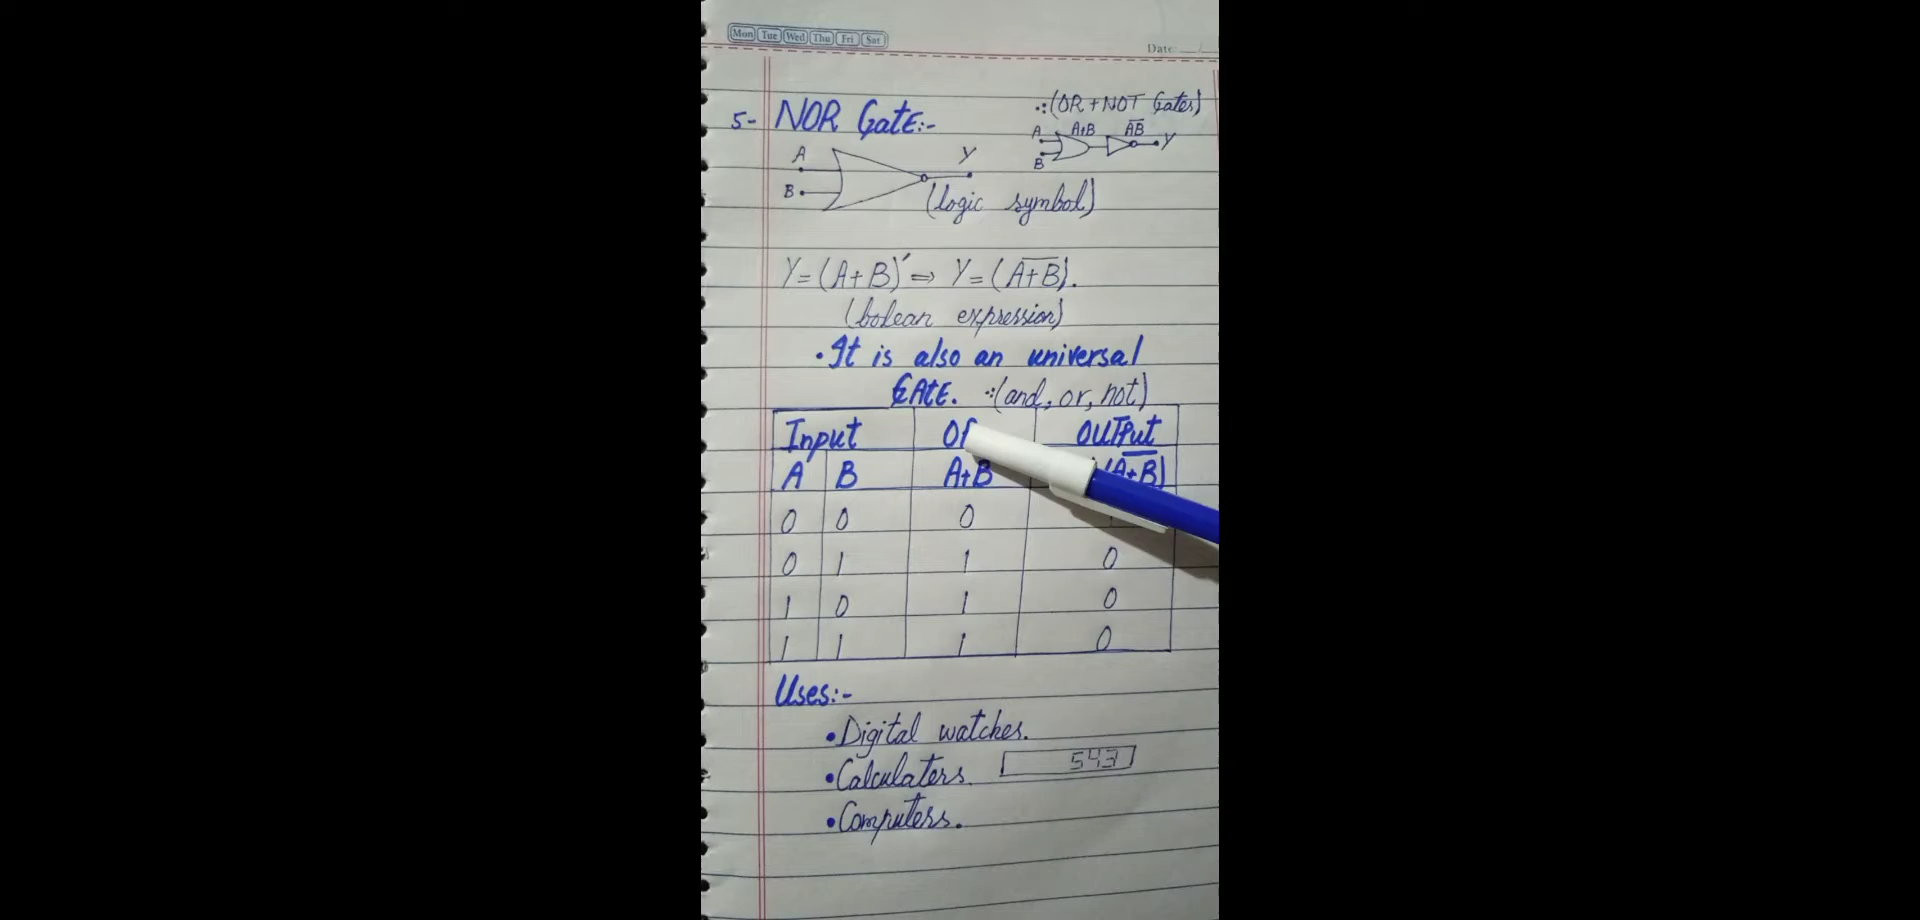 Mon Tue Wed Thu Fri Sat
Date
5- NOR GatE:-
∴(OR+NOT Gates)
A A+B A̅B̅ Y
B
A Y
B
(logic symbol)
Y=(A+B)′⇒ Y=(A̅+̅B̅).
(bolean expression)
•It is also an universal
GAtE. ∴(and, or, not)
Input OUTPut
A B A+B (A̅+̅B̅)
0 0 0
0 1 1 0
1 0 1 0
1 1 1 0
Uses:-
•Digital watches.
•Calculaters. 543
•Computers.